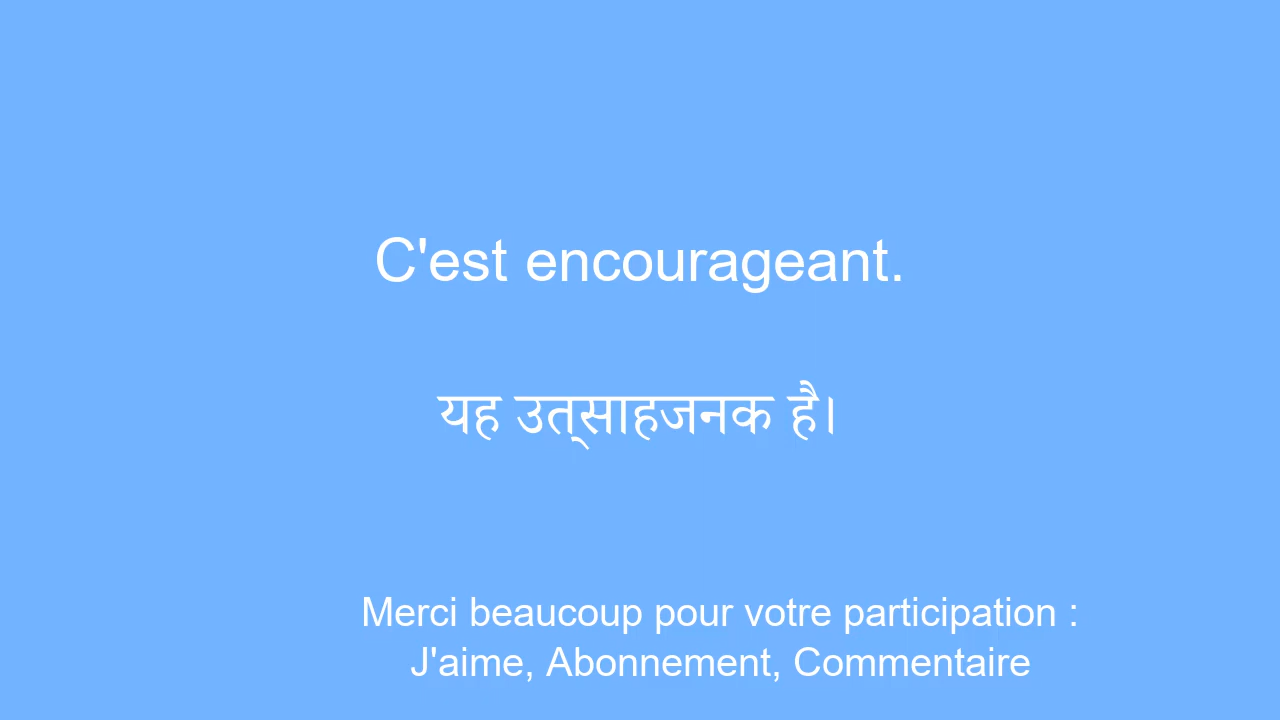 C'est encourageant.
यह उत्साहजनक है।
Merci beaucoup pour votre participation :
J'aime, Abonnement, Commentaire